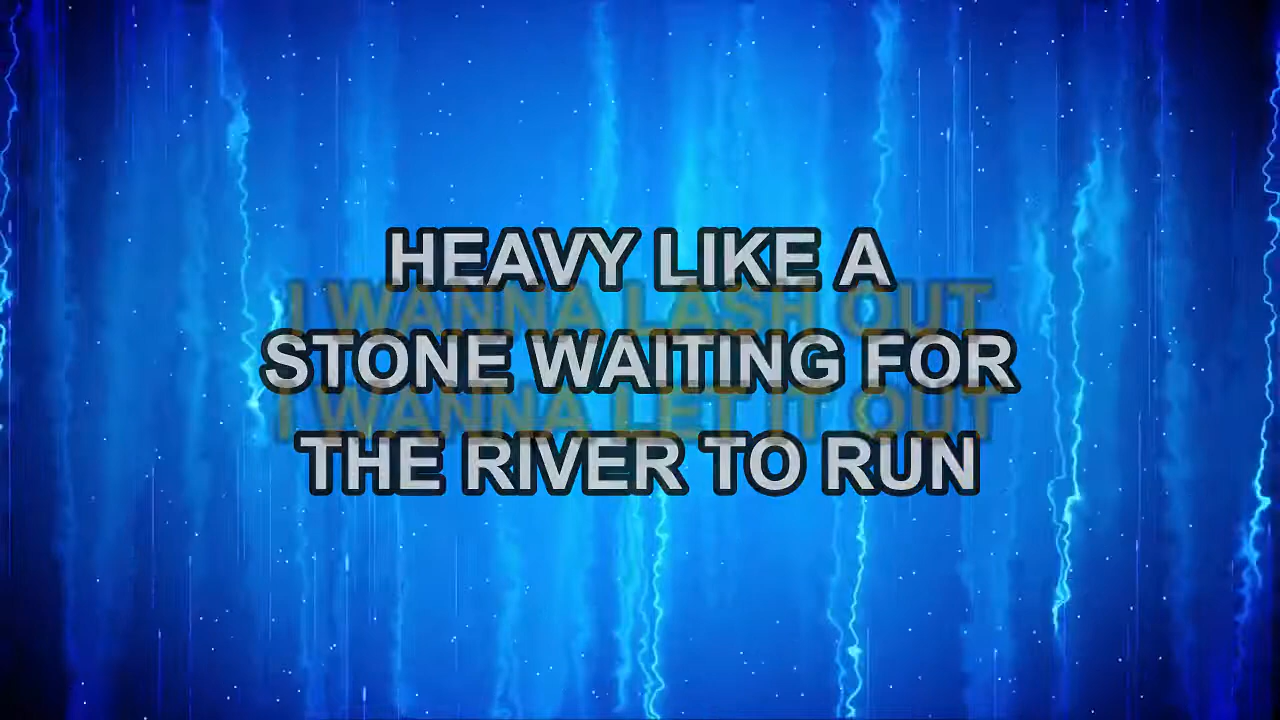 HEAVY LIKE A
I WANNA LASH OUT
STONE WAITING FOR
I WANNA LET IT OUT
THE RIVER TO RUN